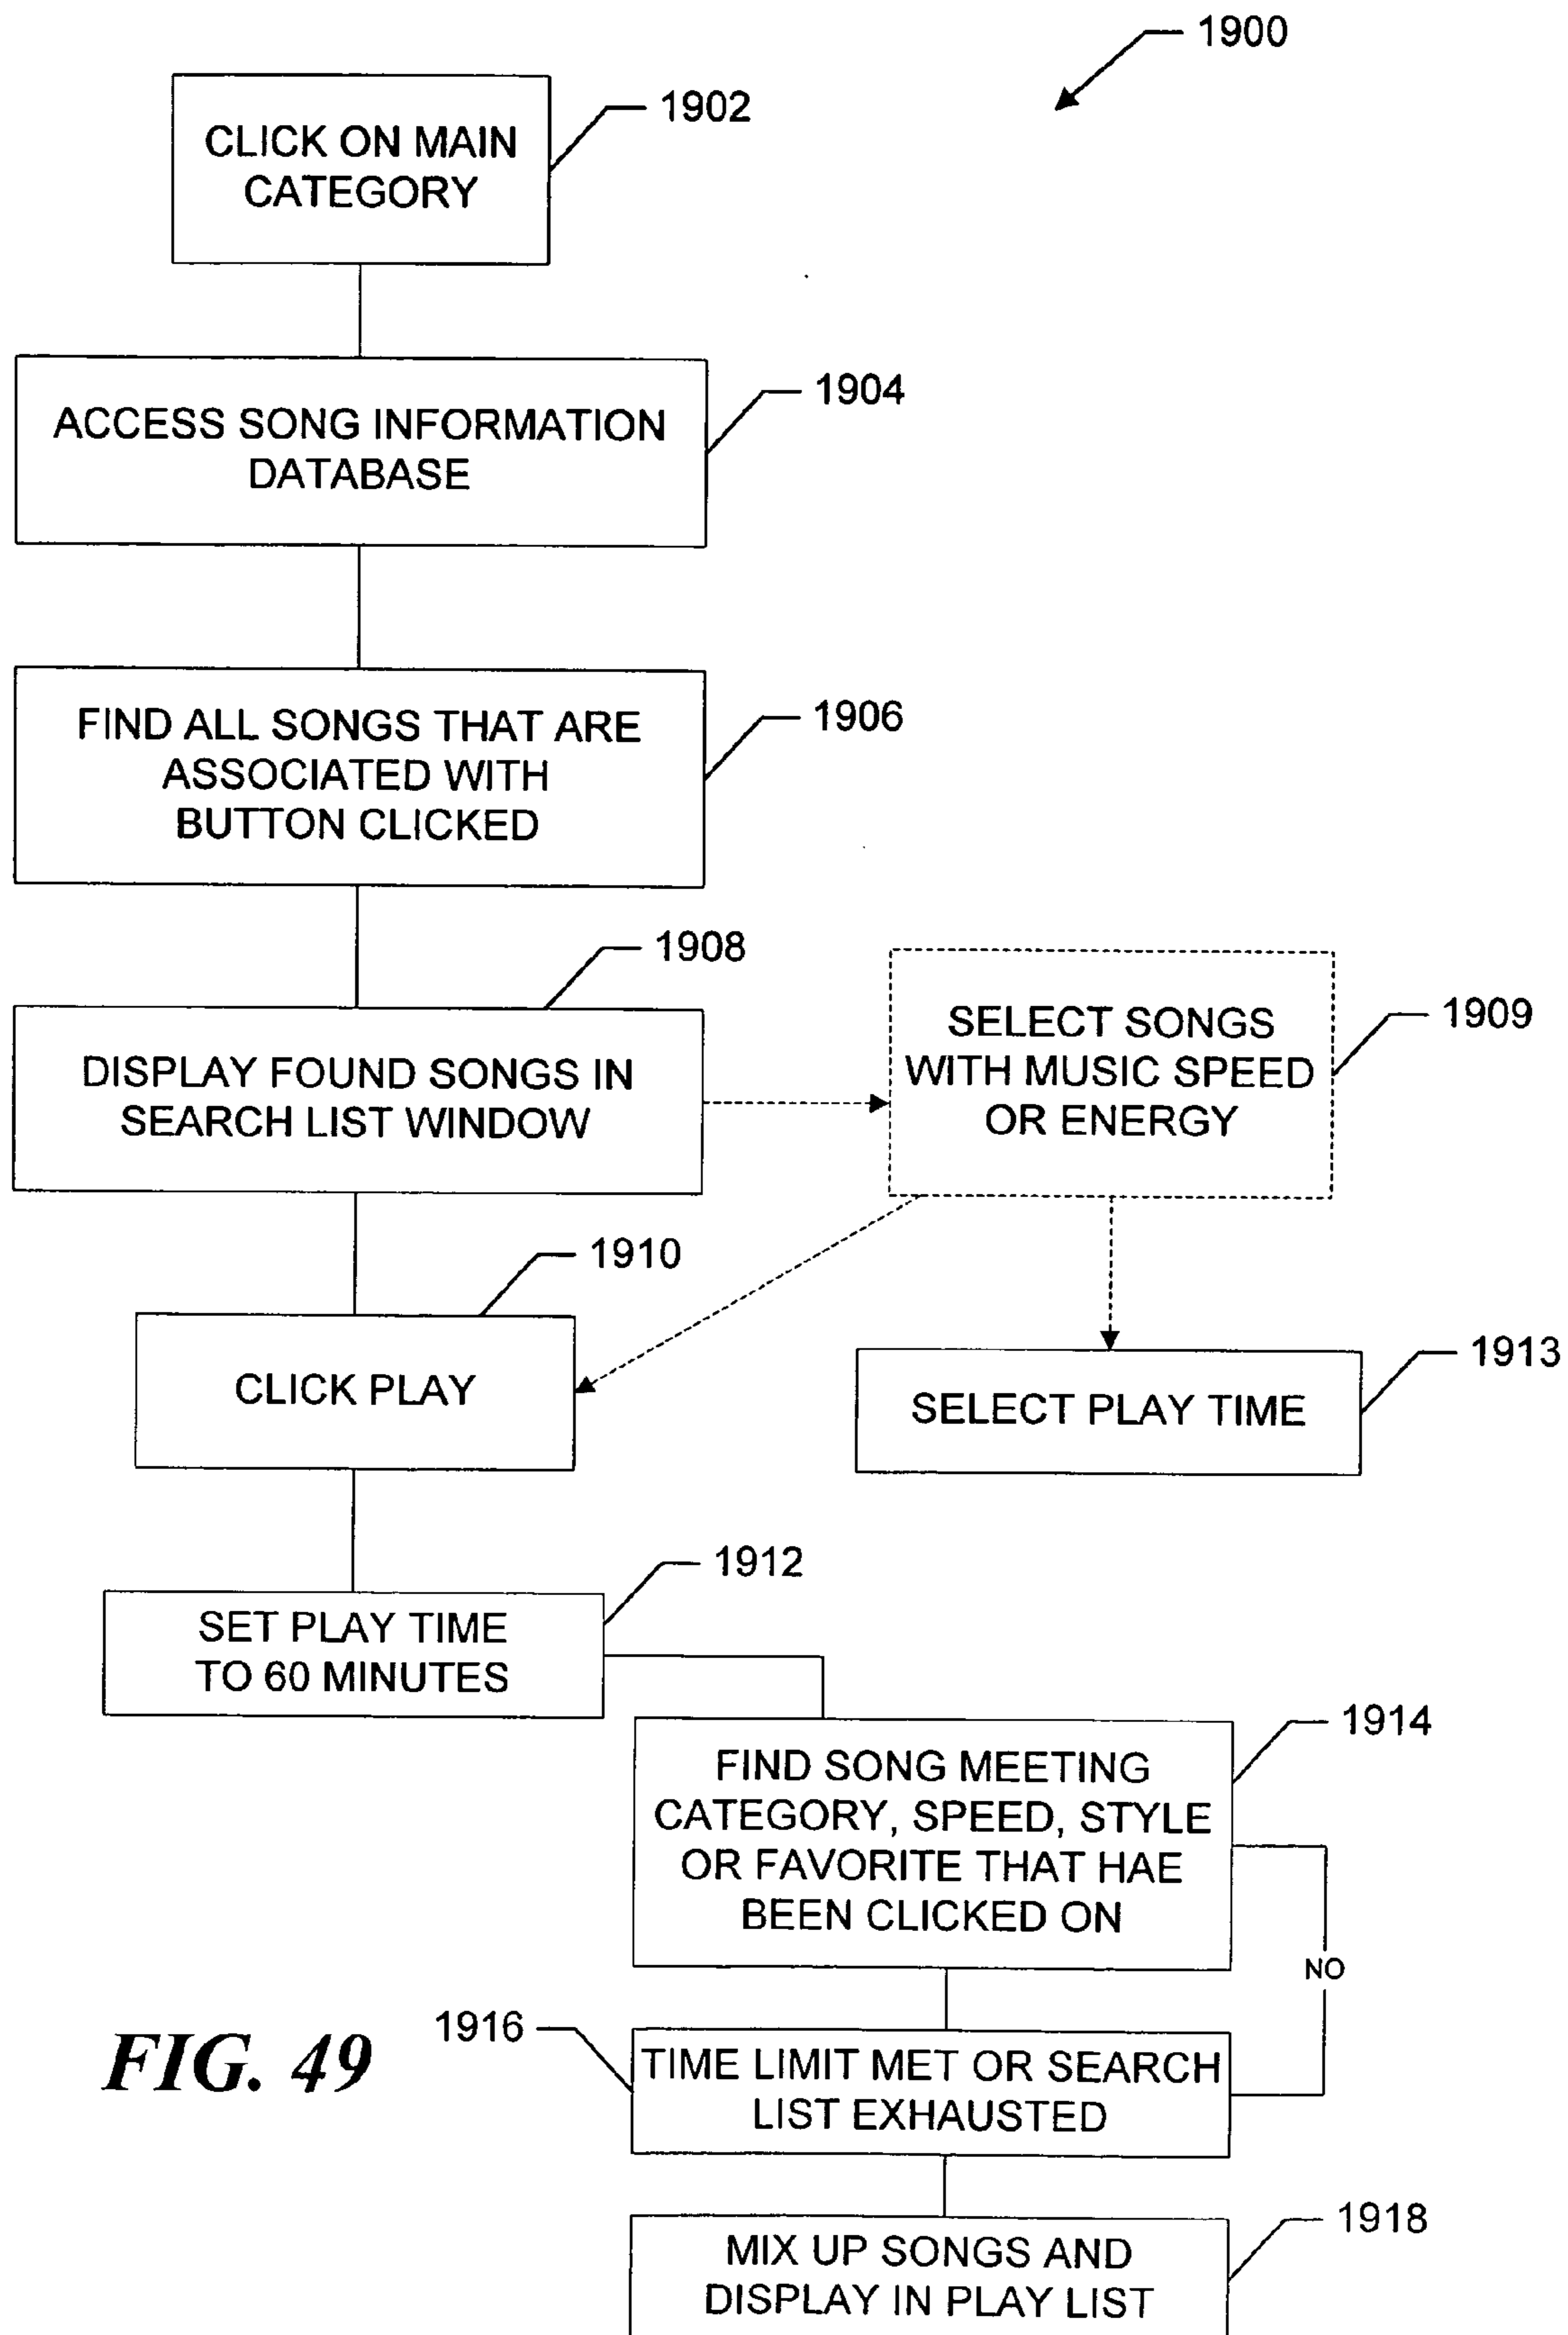 1900
1902
CLICK ON MAIN
CATEGORY
1904
ACCESS SONG INFORMATION
DATABASE
1906
FIND ALL SONGS THAT ARE
ASSOCIATED WITH
BUTTON CLICKED
1908
DISPLAY FOUND SONGS IN
SEARCH LIST WINDOW
1909
SELECT SONGS
WITH MUSIC SPEED
OR ENERGY
1910
CLICK PLAY
1913
SELECT PLAY TIME
1912
SET PLAY TIME
TO 60 MINUTES
1914
FIND SONG MEETING
CATEGORY, SPEED, STYLE
OR FAVORITE THAT HAE
BEEN CLICKED ON
NO
1916
TIME LIMIT MET OR SEARCH
LIST EXHAUSTED
1918
MIX UP SONGS AND
DISPLAY IN PLAY LIST
FIG. 49